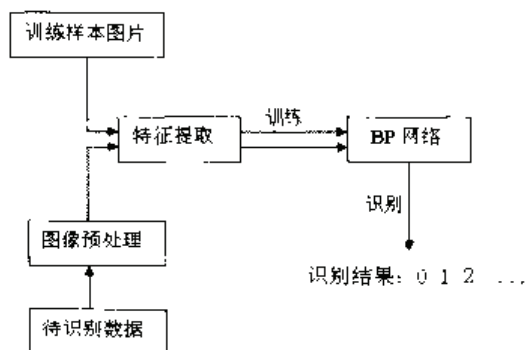 训练样本图片
特征提取
训练
BP 网络
识别
图像预处理
识别结果：0 1 2 ...
待识别数据